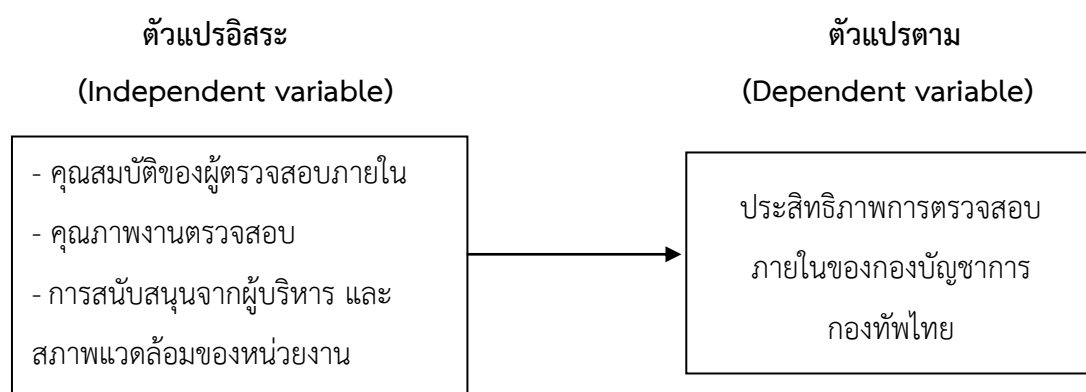 ตัวแปรอิสระ
(Independent variable)
- คุณสมบัติของผู้ตรวจสอบภายใน
- คุณภาพงานตรวจสอบ
- การสนับสนุนจากผู้บริหาร และ
สภาพแวดล้อมของหน่วยงาน
ตัวแปรตาม
(Dependent variable)
ประสิทธิภาพการตรวจสอบ
ภายในของกองบัญชาการ
กองทัพไทย